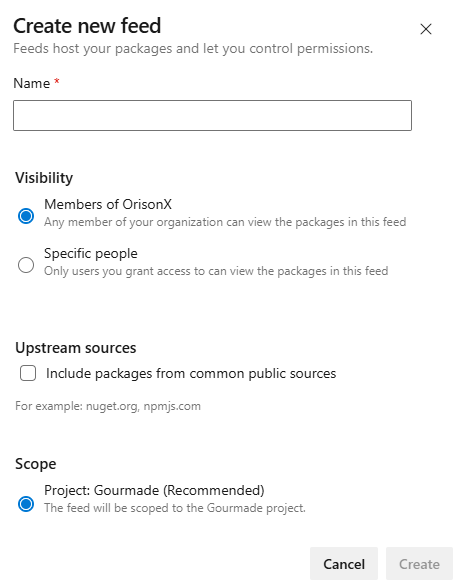 Create new feed
Feeds host your packages and let you control permissions.
Name *
Visibility
Members of OrisonX
Any member of your organization can view the packages in this feed
Specific people
Only users you grant access to can view the packages in this feed
Upstream sources
Include packages from common public sources
For example: nuget.org, npmjs.com
Scope
Project: Gourmade (Recommended)
The feed will be scoped to the Gourmade project.
Cancel Create